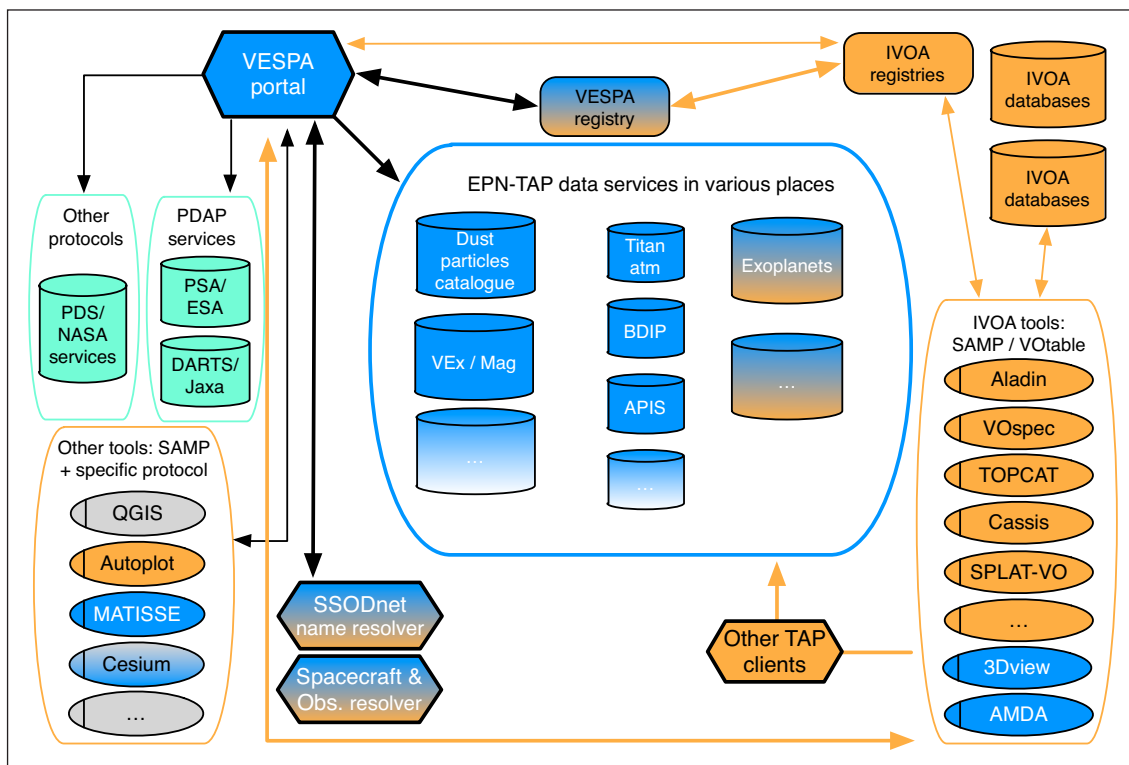 VESPA
portal
IVOA
registries
IVOA
databases
VESPA
registry
IVOA
databases
EPN-TAP data services in various places
Other
protocols
PDS/
NASA
services
PDAP
services
PSA/
ESA
DARTS/
Jaxa
Dust
particles
catalogue
VEx / Mag
...
Titan
atm
BDIP
APIS
...
Exoplanets
...
IVOA tools:
SAMP / VOtable
Aladin
VOspec
TOPCAT
Cassis
SPLAT-VO
...
3Dview
AMDA
Other tools: SAMP
+ specific protocol
QGIS
Autoplot
MATISSE
Cesium
...
SSODnet
name resolver
Spacecraft &
Obs. resolver
Other TAP
clients